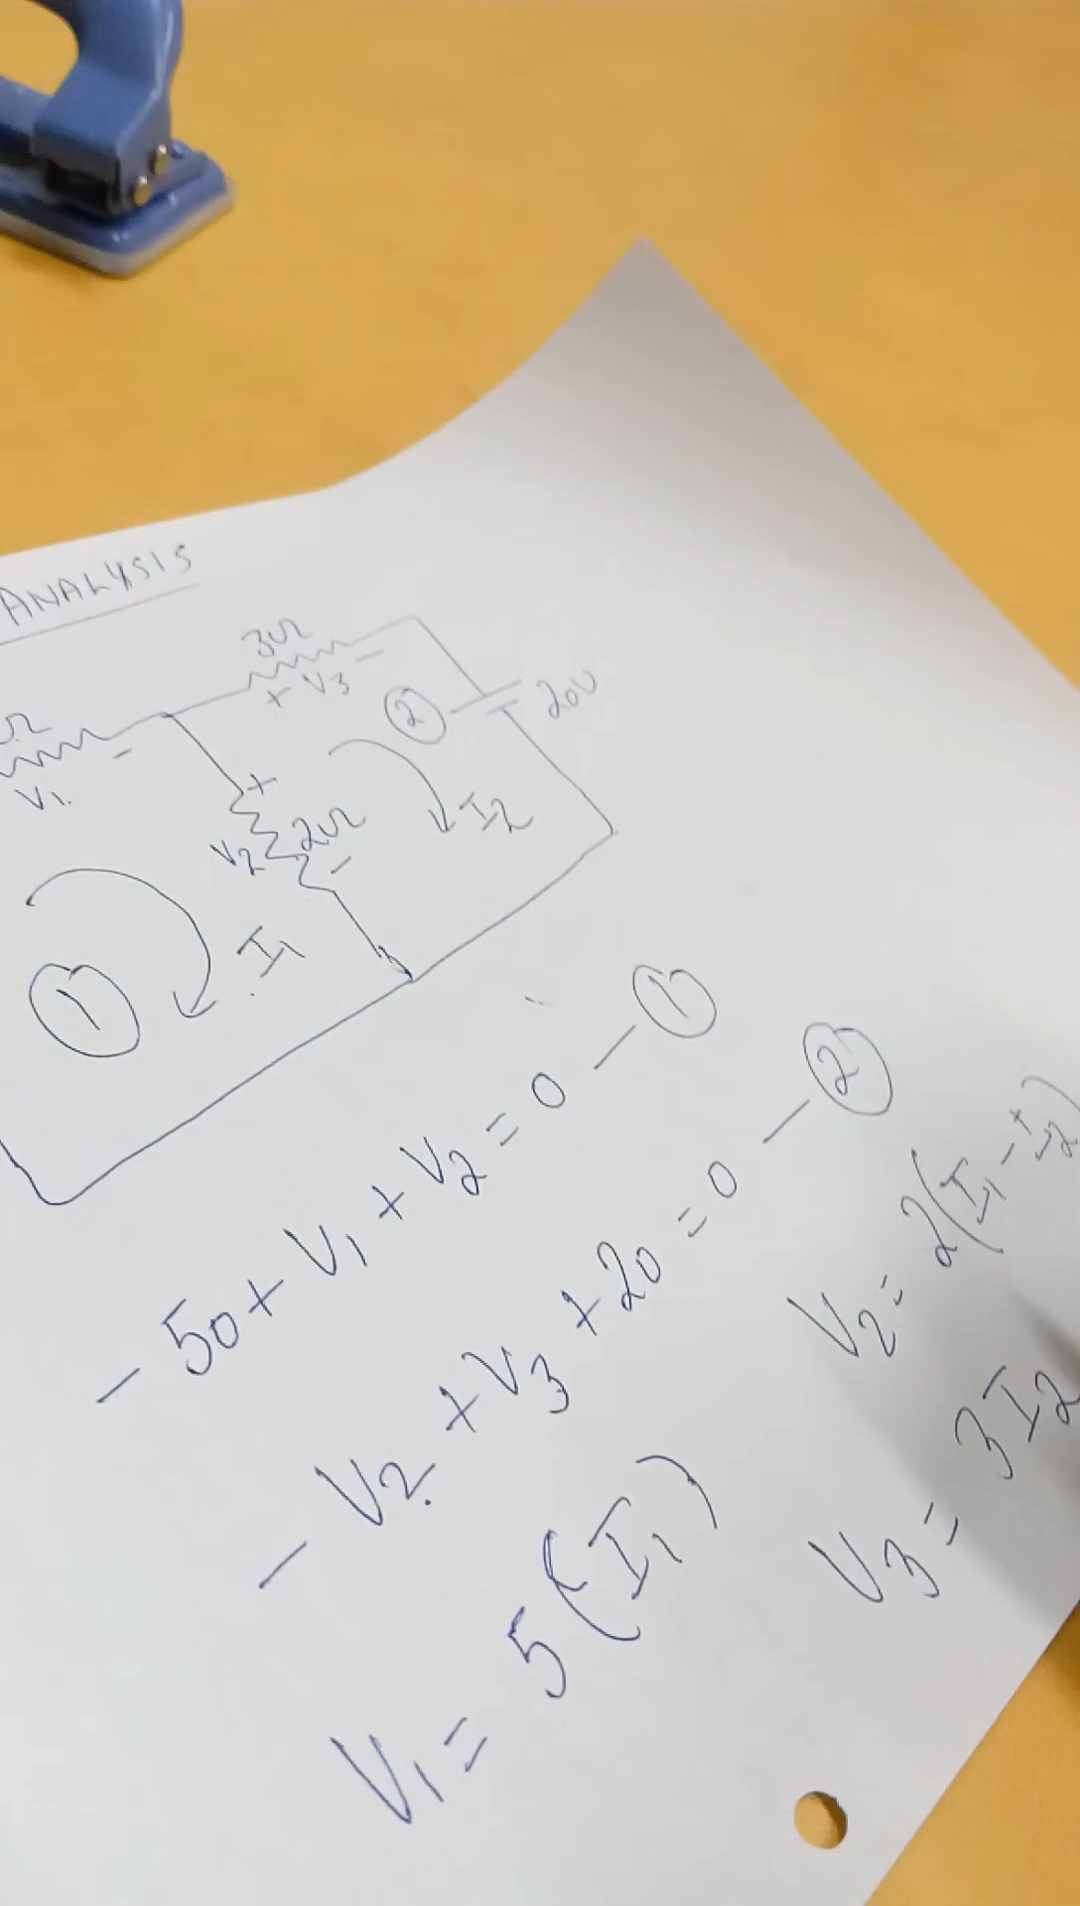 ANALYSIS
3Ω
+ V3 -
20V
2
Ω
V1
-
+
V2
2Ω
-
I2
I1
1
- 50 + V1 + V2 = 0 — 1
- V2 + V3 + 20 = 0 — 2
V1 = 5(I1)
V2 = 2(I1 - I2)
V3 = 3I2